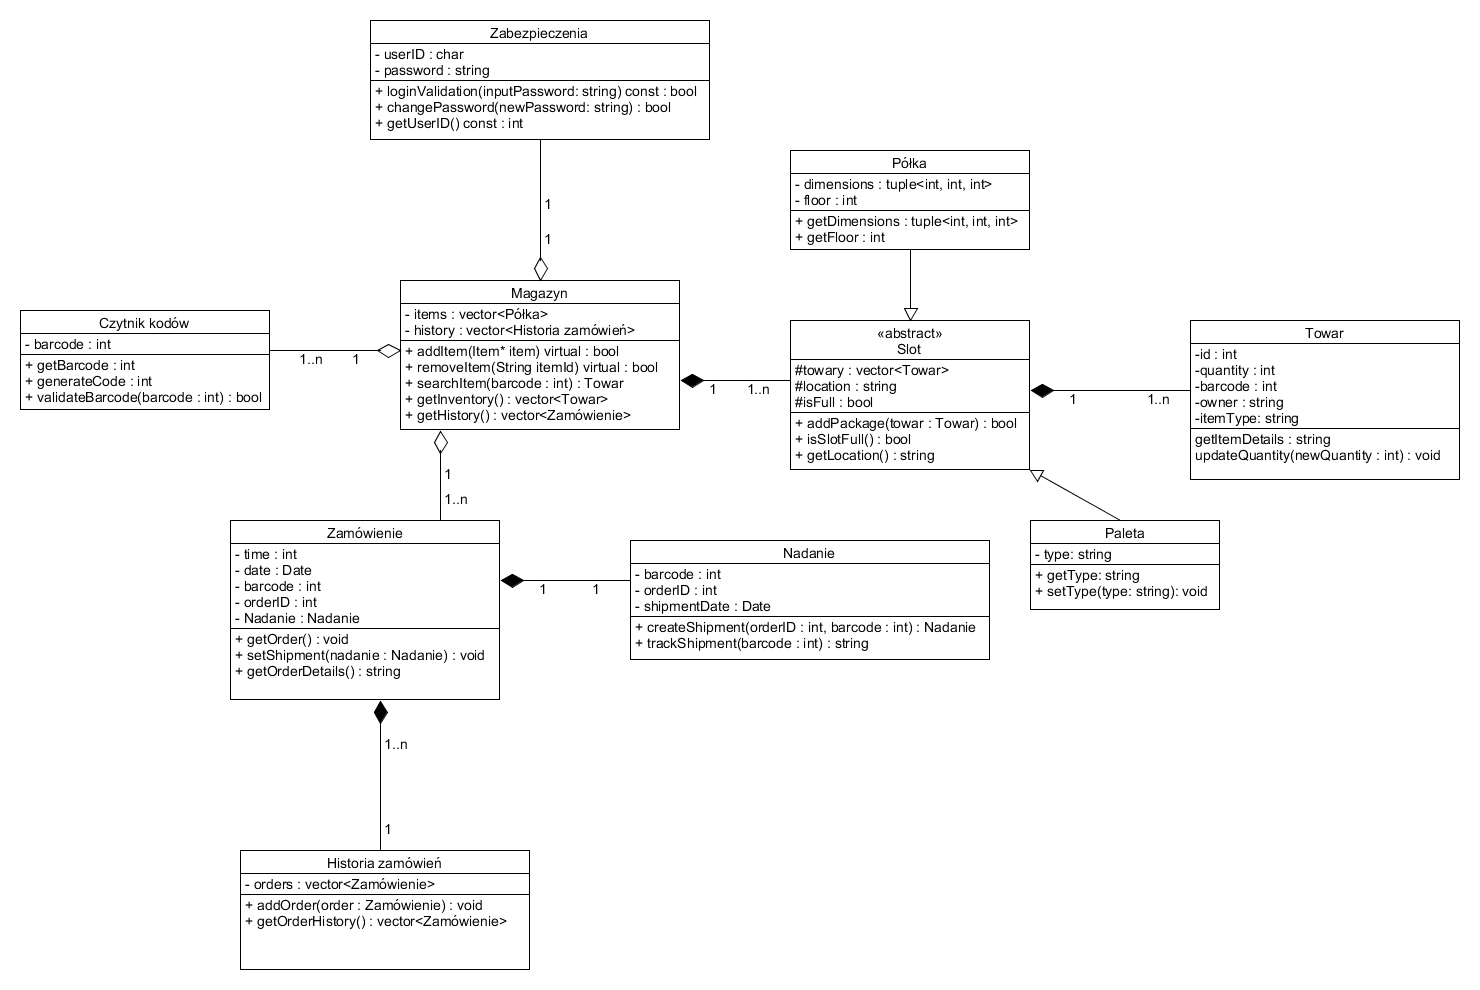 Zabezpieczenia
- userID : char
- password : string
+ loginValidation(inputPassword: string) const : bool
+ changePassword(newPassword: string) : bool
+ getUserID() const : int
1
1
Półka
- dimensions : tuple<int, int, int>
- floor : int
+ getDimensions : tuple<int, int, int>
+ getFloor : int
Czytnik kodów
- barcode : int
+ getBarcode : int
+ generateCode : int
+ validateBarcode(barcode : int) : bool
1..n
1
Magazyn
- items : vector<Półka>
- history : vector<Historia zamówień>
+ addItem(Item* item) virtual : bool
+ removeItem(String itemId) virtual : bool
+ searchItem(barcode : int) : Towar
+ getInventory() : vector<Towar>
+ getHistory() : vector<Zamówienie>
1
1..n
«abstract»
Slot
#towary : vector<Towar>
#location : string
#isFull : bool
+ addPackage(towar : Towar) : bool
+ isSlotFull() : bool
+ getLocation() : string
1
1..n
Towar
-id : int
-quantity : int
-barcode : int
-owner : string
-itemType: string
getItemDetails : string
updateQuantity(newQuantity : int) : void
1
1..n
Zamówienie
- time : int
- date : Date
- barcode : int
- orderID : int
- Nadanie : Nadanie
+ getOrder() : void
+ setShipment(nadanie : Nadanie) : void
+ getOrderDetails() : string
1
1
Nadanie
- barcode : int
- orderID : int
- shipmentDate : Date
+ createShipment(orderID : int, barcode : int) : Nadanie
+ trackShipment(barcode : int) : string
Paleta
- type: string
+ getType: string
+ setType(type: string): void
1..n
1
Historia zamówień
- orders : vector<Zamówienie>
+ addOrder(order : Zamówienie) : void
+ getOrderHistory() : vector<Zamówienie>